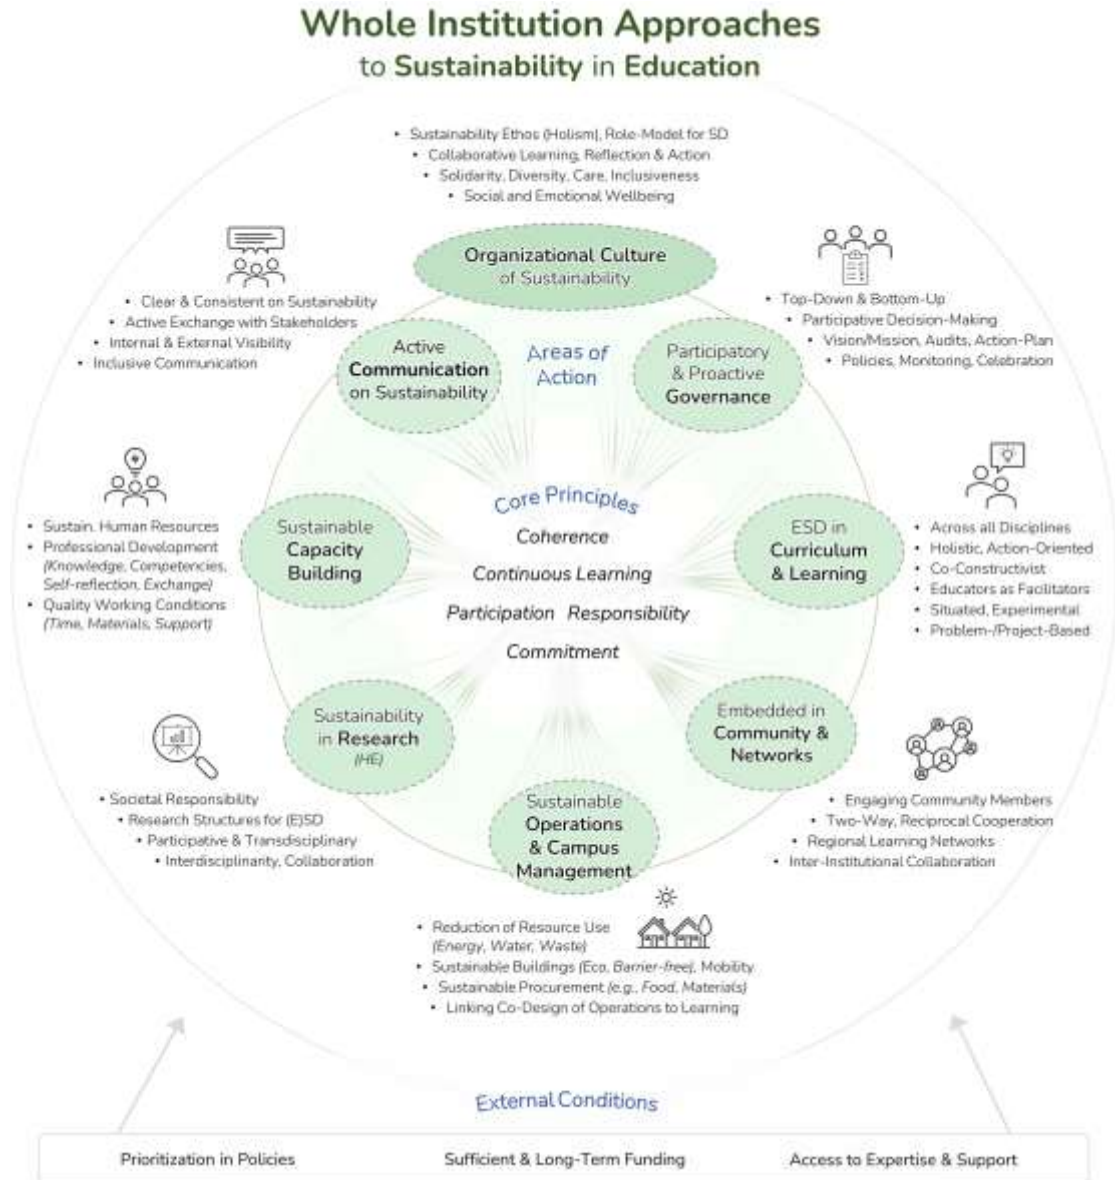 Whole Institution Approaches
to Sustainability in Education
• Sustainability Ethos (Holism), Role-Model for SD
• Collaborative Learning, Reflection & Action
• Solidarity, Diversity, Care, Inclusiveness
• Social and Emotional Wellbeing
Organizational Culture
of Sustainability
• Clear & Consistent on Sustainability
• Active Exchange with Stakeholders
• Internal & External Visibility
• Inclusive Communication
Active
Communication
on Sustainability
Areas of
Action
Participatory
& Proactive
Governance
• Top-Down & Bottom-Up
• Participative Decision-Making
• Vision/Mission, Audits, Action-Plan
• Policies, Monitoring, Celebration
• Sustain. Human Resources
• Professional Development
(Knowledge, Competencies,
Self-reflection, Exchange)
• Quality Working Conditions
(Time, Materials, Support)
Sustainable
Capacity
Building
Core Principles
Coherence
Continuous Learning
Participation Responsibility
Commitment
ESD in
Curriculum
& Learning
• Across all Disciplines
• Holistic, Action-Oriented
• Co-Constructivist
• Educators as Facilitators
• Situated, Experimental
• Problem-/Project-Based
Sustainability
in Research
(HE)
• Societal Responsibility
• Research Structures for (E)SD
• Participative & Transdisciplinary
• Interdisciplinarity, Collaboration
Embedded in
Community &
Networks
• Engaging Community Members
• Two-Way, Reciprocal Cooperation
• Regional Learning Networks
• Inter-Institutional Collaboration
Sustainable
Operations
& Campus
Management
• Reduction of Resource Use
(Energy, Water, Waste)
• Sustainable Buildings (Eco, Barrier-free), Mobility
• Sustainable Procurement (e.g., Food, Materials)
• Linking Co-Design of Operations to Learning
External Conditions
Prioritization in Policies
Sufficient & Long-Term Funding
Access to Expertise & Support